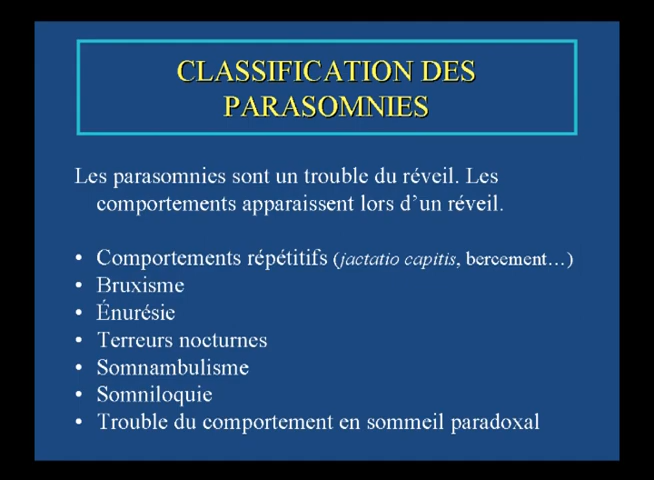 CLASSIFICATION DES
PARASOMNIES
Les parasomnies sont un trouble du réveil. Les
comportements apparaissent lors d’un réveil.
• Comportements répétitifs (jactatio capitis, bercement…)
• Bruxisme
• Énurésie
• Terreurs nocturnes
• Somnambulisme
• Somniloquie
• Trouble du comportement en sommeil paradoxal